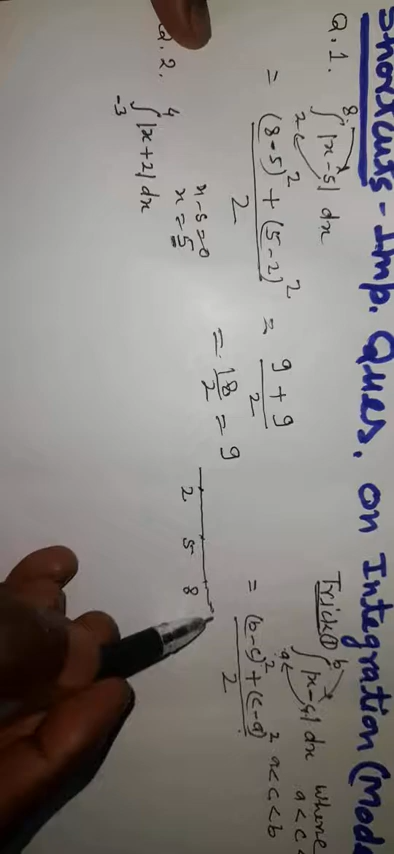 Shortcuts - Imp. Ques. on Integration (Mod
Q.1. ∫₂⁸ |x-5| dx
= ((8-5)² + (5-2)²)/2 = (9+9)/2
= 18/2 = 9
x-5=0
x=5
2 5 8
Trick ① ∫ₐᵇ |x-c| dx where
a<c<
= ((b-c)² + (c-a)²)/2 a<c<b
Q.2. ∫₋₃⁴ |x+2| dx